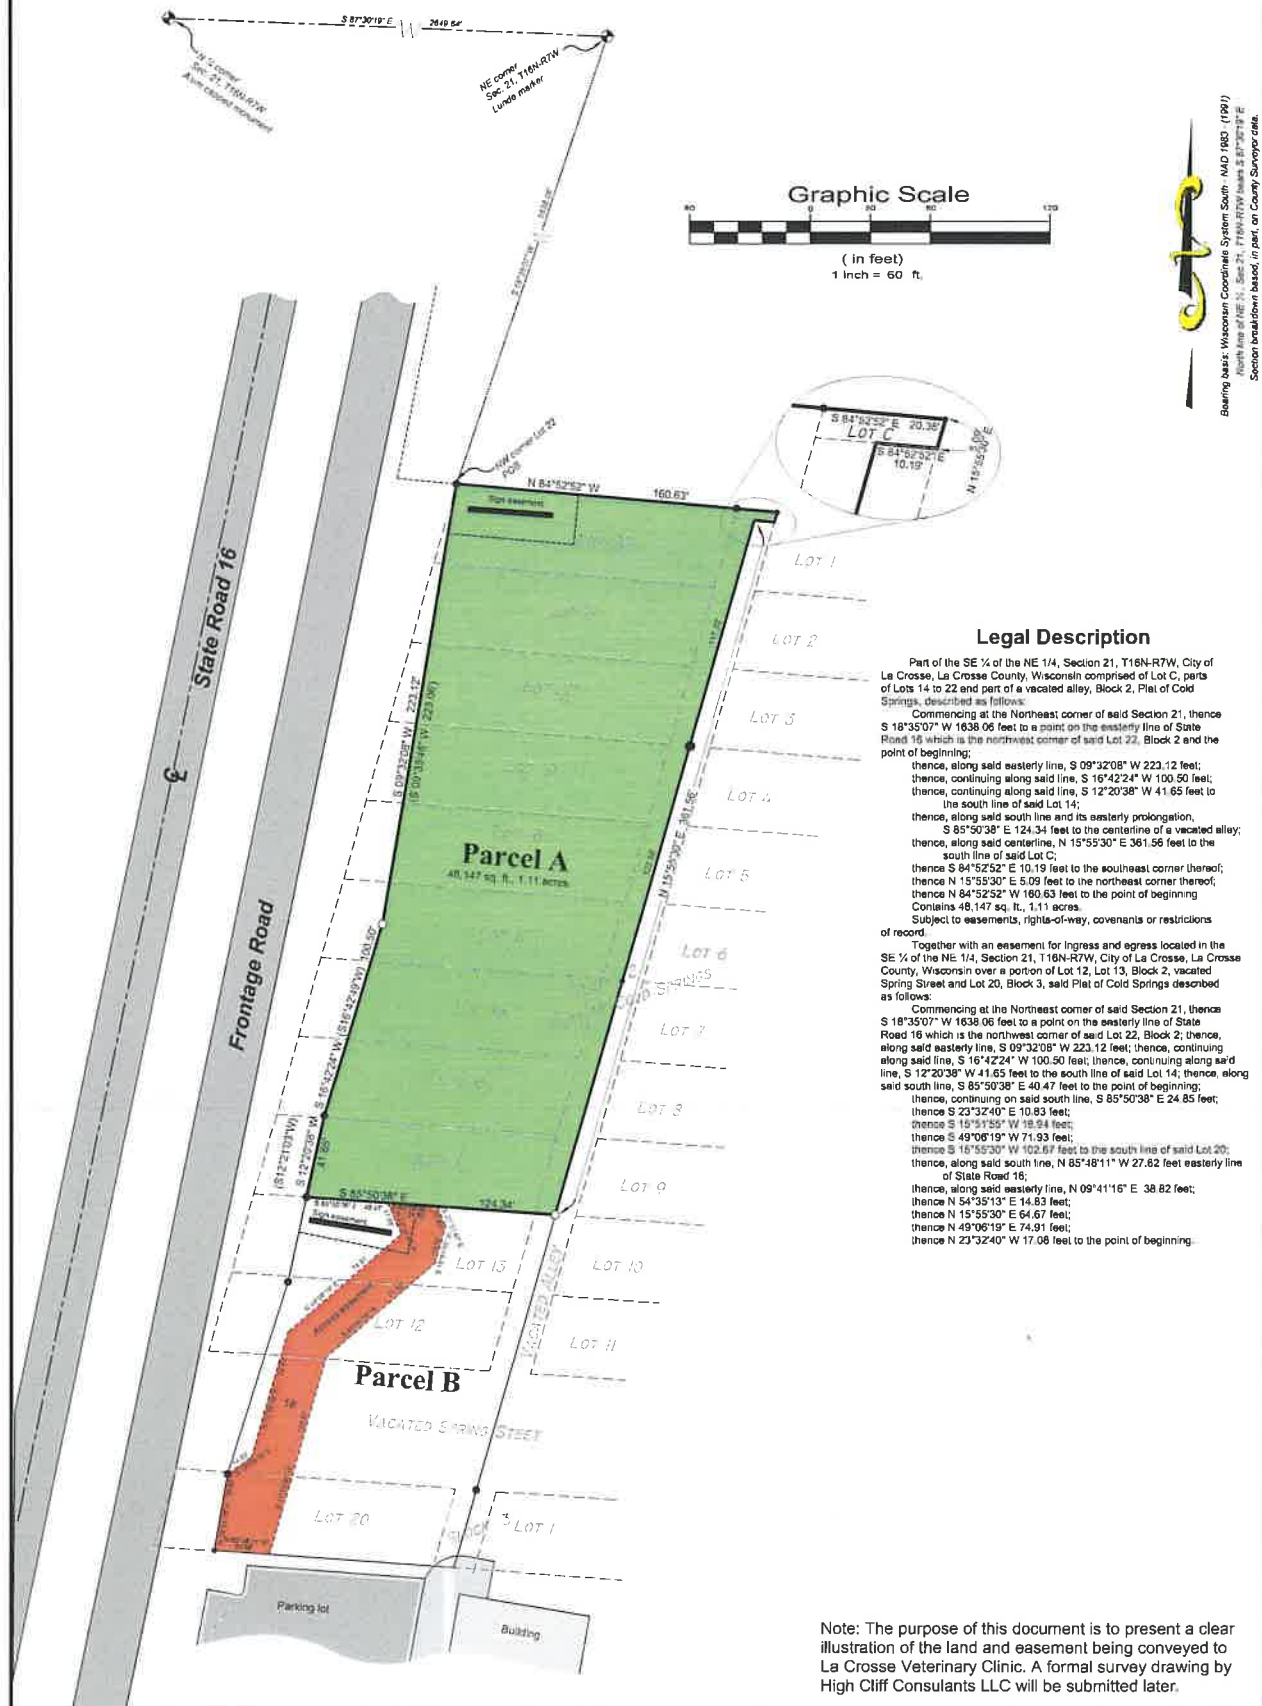 S 87°30'19" E 2649.64'
N ¼ corner
Sec. 21, T16N-R7W
Alum capped monument
NE corner
Sec. 21, T16N-R7W
Lunde marker
S 18°35'07" W 1638.06'
Graphic Scale
60 0 30 60 120
( in feet)
1 inch = 60 ft.
Bearing basis: Wisconsin Coordinate System South - NAD 1983 - (1991)
North line of NE ¼, Sec 21, T16N-R7W bears S 87°30'19" E
Section breakdown based, in part, on County Surveyor data.
State Road 16
Frontage Road
NW corner Lot 22
POB
N 84°52'52" W 160.63'
Sign easement
S 84°52'52" E 20.38'
LOT C
S 84°52'52" E
10.19'
5.09'
N 15°55'30" E
LOT 1
LOT 2
LOT 3
LOT 4
LOT 5
LOT 6
LOT 7
LOT 8
LOT 9
LOT 10
LOT 11
S 09°32'08" W 223.12'
(S 09°35'46" W 223.06')
Parcel A
48,147 sq. ft., 1.11 acres
N 15°55'30" E 361.56'
COLD SPRINGS
S 16°42'24" W (S16°42'49"W) 100.50'
(S12°21'03"W)
S 12°20'38" W
41.65'
S 85°50'38" E 124.34'
Sign easement
LOT 13
LOT 12
Access easement
VACATED ALLEY
Parcel B
VACATED SPRING STEET
LOT 20
BLOCK 3
LOT 1
Parking lot
Building
Legal Description
Part of the SE ¼ of the NE 1/4, Section 21, T16N-R7W, City of
La Crosse, La Crosse County, Wisconsin comprised of Lot C, parts
of Lots 14 to 22 and part of a vacated alley, Block 2, Plat of Cold
Springs, described as follows:
Commencing at the Northeast corner of said Section 21, thence
S 18°35'07" W 1638.06 feet to a point on the easterly line of State
Road 16 which is the northwest corner of said Lot 22, Block 2 and the
point of beginning;
thence, along said easterly line, S 09°32'08" W 223.12 feet;
thence, continuing along said line, S 16°42'24" W 100.50 feet;
thence, continuing along said line, S 12°20'38" W 41.65 feet to
the south line of said Lot 14;
thence, along said south line and its easterly prolongation,
S 85°50'38" E 124.34 feet to the centerline of a vacated alley;
thence, along said centerline, N 15°55'30" E 361.56 feet to the
south line of said Lot C;
thence S 84°52'52" E 10.19 feet to the southeast corner thereof;
thence N 15°55'30" E 5.09 feet to the northeast corner thereof;
thence N 84°52'52" W 160.63 feet to the point of beginning
Contains 48,147 sq. ft., 1.11 acres.
Subject to easements, rights-of-way, covenants or restrictions
of record.
Together with an easement for ingress and egress located in the
SE ¼ of the NE 1/4, Section 21, T16N-R7W, City of La Crosse, La Crosse
County, Wisconsin over a portion of Lot 12, Lot 13, Block 2, vacated
Spring Street and Lot 20, Block 3, said Plat of Cold Springs described
as follows:
Commencing at the Northeast corner of said Section 21, thence
S 18°35'07" W 1638.06 feet to a point on the easterly line of State
Road 16 which is the northwest corner of said Lot 22, Block 2; thence,
along said easterly line, S 09°32'08" W 223.12 feet; thence, continuing
along said line, S 16°42'24" W 100.50 feet; thence, continuing along said
line, S 12°20'38" W 41.65 feet to the south line of said Lot 14; thence, along
said south line, S 85°50'38" E 40.47 feet to the point of beginning;
thence, continuing on said south line, S 85°50'38" E 24.85 feet;
thence S 23°32'40" E 10.83 feet;
thence S 15°51'55" W 18.94 feet;
thence S 49°06'19" W 71.93 feet;
thence S 15°55'30" W 102.67 feet to the south line of said Lot 20;
thence, along said south line, N 85°48'11" W 27.62 feet easterly line
of State Road 16;
thence, along said easterly line, N 09°41'16" E 38.82 feet;
thence N 54°35'13" E 14.83 feet;
thence N 15°55'30" E 64.67 feet;
thence N 49°06'19" E 74.91 feet;
thence N 23°32'40" W 17.08 feet to the point of beginning.
Note: The purpose of this document is to present a clear
illustration of the land and easement being conveyed to
La Crosse Veterinary Clinic. A formal survey drawing by
High Cliff Consulants LLC will be submitted later.